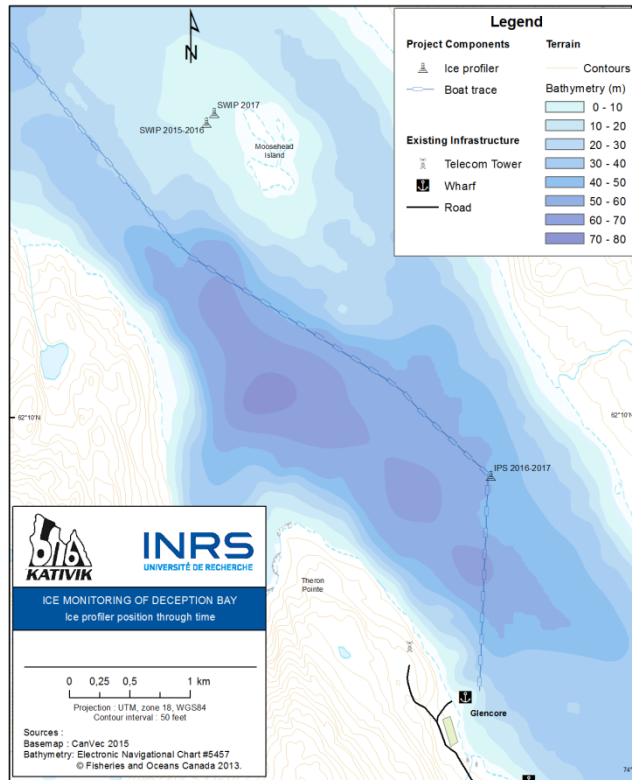 N
SWIP 2017
SWIP 2015-2016
Moosehead
Island
Legend
Project Components
Ice profiler
Boat trace
Existing Infrastructure
Telecom Tower
Wharf
Road
Terrain
Contours
Bathymetry (m)
0 - 10
10 - 20
20 - 30
30 - 40
40 - 50
50 - 60
60 - 70
70 - 80
62°10'N
62°10'N
IPS 2016-2017
Theron
Pointe
Glencore
KATIVIK
INRS
UNIVERSITÉ DE RECHERCHE
ICE MONITORING OF DECEPTION BAY
Ice profiler position through time
0 0,25 0,5 1 km
Projection : UTM, zone 18, WGS84
Contour interval : 50 feet
Sources :
Basemap : CanVec 2015
Bathymetry: Electronic Navigational Chart #5457
© Fisheries and Oceans Canada 2013.